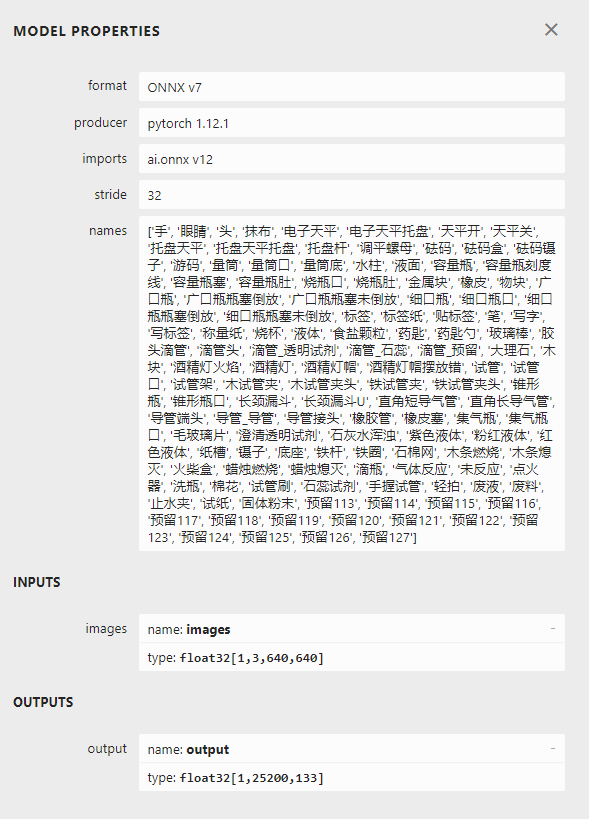 MODEL PROPERTIES
format ONNX v7
producer pytorch 1.12.1
imports ai.onnx v12
stride 32
names ['手', '眼睛', '头', '抹布', '电子天平', '电子天平托盘', '天平开', '天平关',
'托盘天平', '托盘天平托盘', '托盘杆', '调平螺母', '砝码', '砝码盒', '砝码镊
子', '游码', '量筒', '量筒口', '量筒底', '水柱', '液面', '容量瓶', '容量瓶刻度
线', '容量瓶塞', '容量瓶肚', '烧瓶口', '烧瓶肚', '金属块', '橡皮', '物块', '广
口瓶', '广口瓶瓶塞倒放', '广口瓶瓶塞未倒放', '细口瓶', '细口瓶口', '细口
瓶瓶塞倒放', '细口瓶瓶塞未倒放', '标签', '标签纸', '贴标签', '笔', '写字',
'写标签', '称量纸', '烧杯', '液体', '食盐颗粒', '药匙', '药匙勺', '玻璃棒', '胶
头滴管', '滴管头', '滴管_透明试剂', '滴管_石蕊', '滴管_预留', '大理石', '木
块', '酒精灯火焰', '酒精灯', '酒精灯帽', '酒精灯帽摆放错', '试管', '试管
口', '试管架', '木试管夹', '木试管夹头', '铁试管夹', '铁试管夹头', '锥形
瓶', '锥形瓶口', '长颈漏斗', '长颈漏斗U', '直角短导气管', '直角长导气管',
'导管端头', '导管_导管', '导管接头', '橡胶管', '橡皮塞', '集气瓶', '集气瓶
口', '毛玻璃片', '澄清透明试剂', '石灰水浑浊', '紫色液体', '粉红液体', '红
色液体', '纸槽', '镊子', '底座', '铁杆', '铁圈', '石棉网', '木条燃烧', '木条熄
灭', '火柴盒', '蜡烛燃烧', '蜡烛熄灭', '滴瓶', '气体反应', '未反应', '点火
器', '洗瓶', '棉花', '试管刷', '石蕊试剂', '手握试管', '轻拍', '废液', '废料',
'止水夹', '试纸', '固体粉末', '预留113', '预留114', '预留115', '预留116',
'预留117', '预留118', '预留119', '预留120', '预留121', '预留122', '预留
123', '预留124', '预留125', '预留126', '预留127']
INPUTS
images name: images -
type: float32[1,3,640,640]
OUTPUTS
output name: output -
type: float32[1,25200,133]